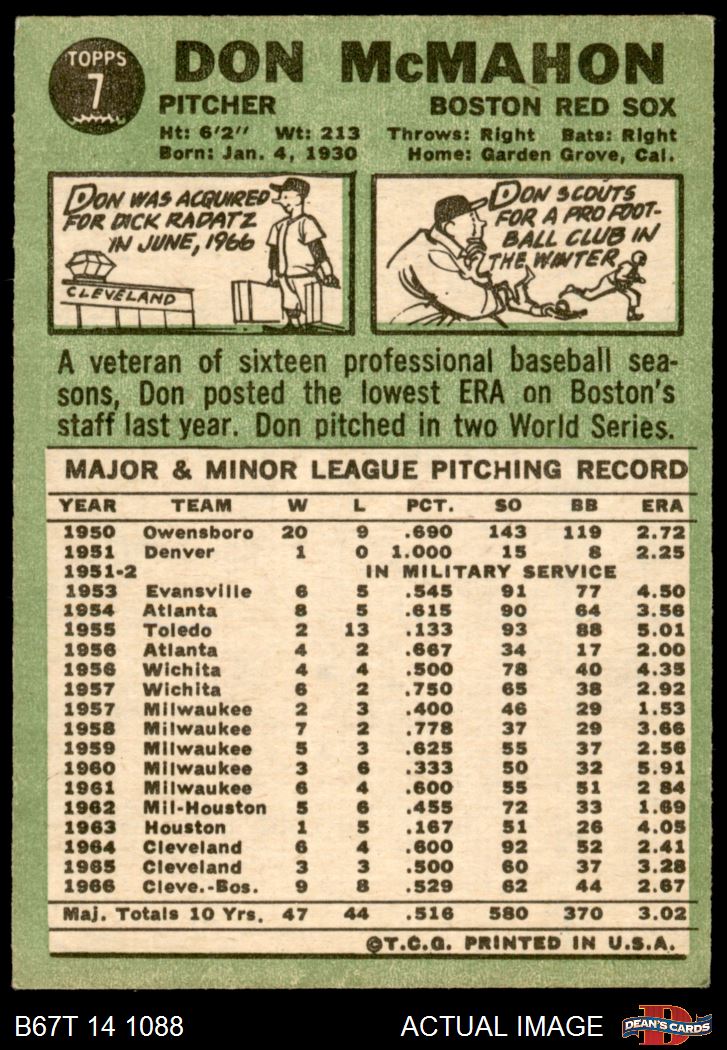 TOPPS
7
DON McMAHON
PITCHER BOSTON RED SOX
Ht: 6'2" Wt: 213 Throws: Right Bats: Right
Born: Jan. 4, 1930 Home: Garden Grove, Cal.
DON WAS ACQUIRED
FOR DICK RADATZ
IN JUNE, 1966
CLEVELAND
DON SCOUTS
FOR A PRO FOOT-
BALL CLUB IN
THE WINTER
A veteran of sixteen professional baseball sea-
sons, Don posted the lowest ERA on Boston's
staff last year. Don pitched in two World Series.
MAJOR & MINOR LEAGUE PITCHING RECORD
YEAR TEAM W L PCT. SO BB ERA
1950 Owensboro 20 9 .690 143 119 2.72
1951 Denver 1 0 1.000 15 8 2.25
1951-2 IN MILITARY SERVICE
1953 Evansville 6 5 .545 91 77 4.50
1954 Atlanta 8 5 .615 90 64 3.56
1955 Toledo 2 13 .133 93 88 5.01
1956 Atlanta 4 2 .667 34 17 2.00
1956 Wichita 4 4 .500 78 40 4.35
1957 Wichita 6 2 .750 65 38 2.92
1957 Milwaukee 2 3 .400 46 29 1.53
1958 Milwaukee 7 2 .778 37 29 3.66
1959 Milwaukee 5 3 .625 55 37 2.56
1960 Milwaukee 3 6 .333 50 32 5.91
1961 Milwaukee 6 4 .600 55 51 2 84
1962 Mil-Houston 5 6 .455 72 33 1.69
1963 Houston 1 5 .167 51 26 4.05
1964 Cleveland 6 4 .600 92 52 2.41
1965 Cleveland 3 3 .500 60 37 3.28
1966 Cleve.-Bos. 9 8 .529 62 44 2.67
Maj. Totals 10 Yrs. 47 44 .516 580 370 3.02
©T.C.G. PRINTED IN U.S.A.
B67T 14 1088 ACTUAL IMAGE
D
DEAN'S CARDS